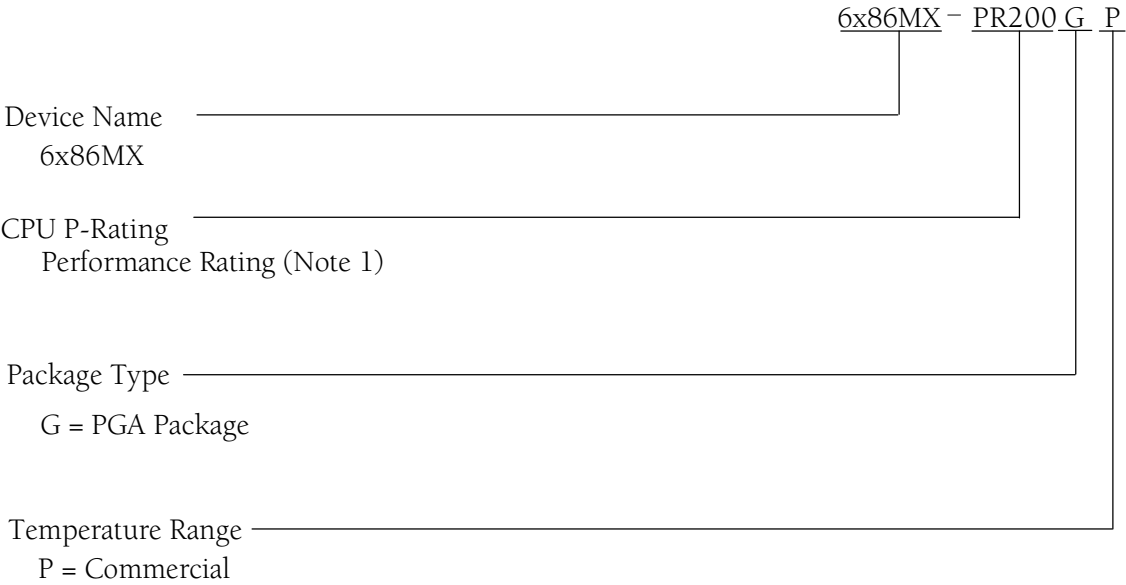 6x86MX – PR200 G P
Device Name
6x86MX
CPU P-Rating
Performance Rating (Note 1)
Package Type
G = PGA Package
Temperature Range
P = Commercial